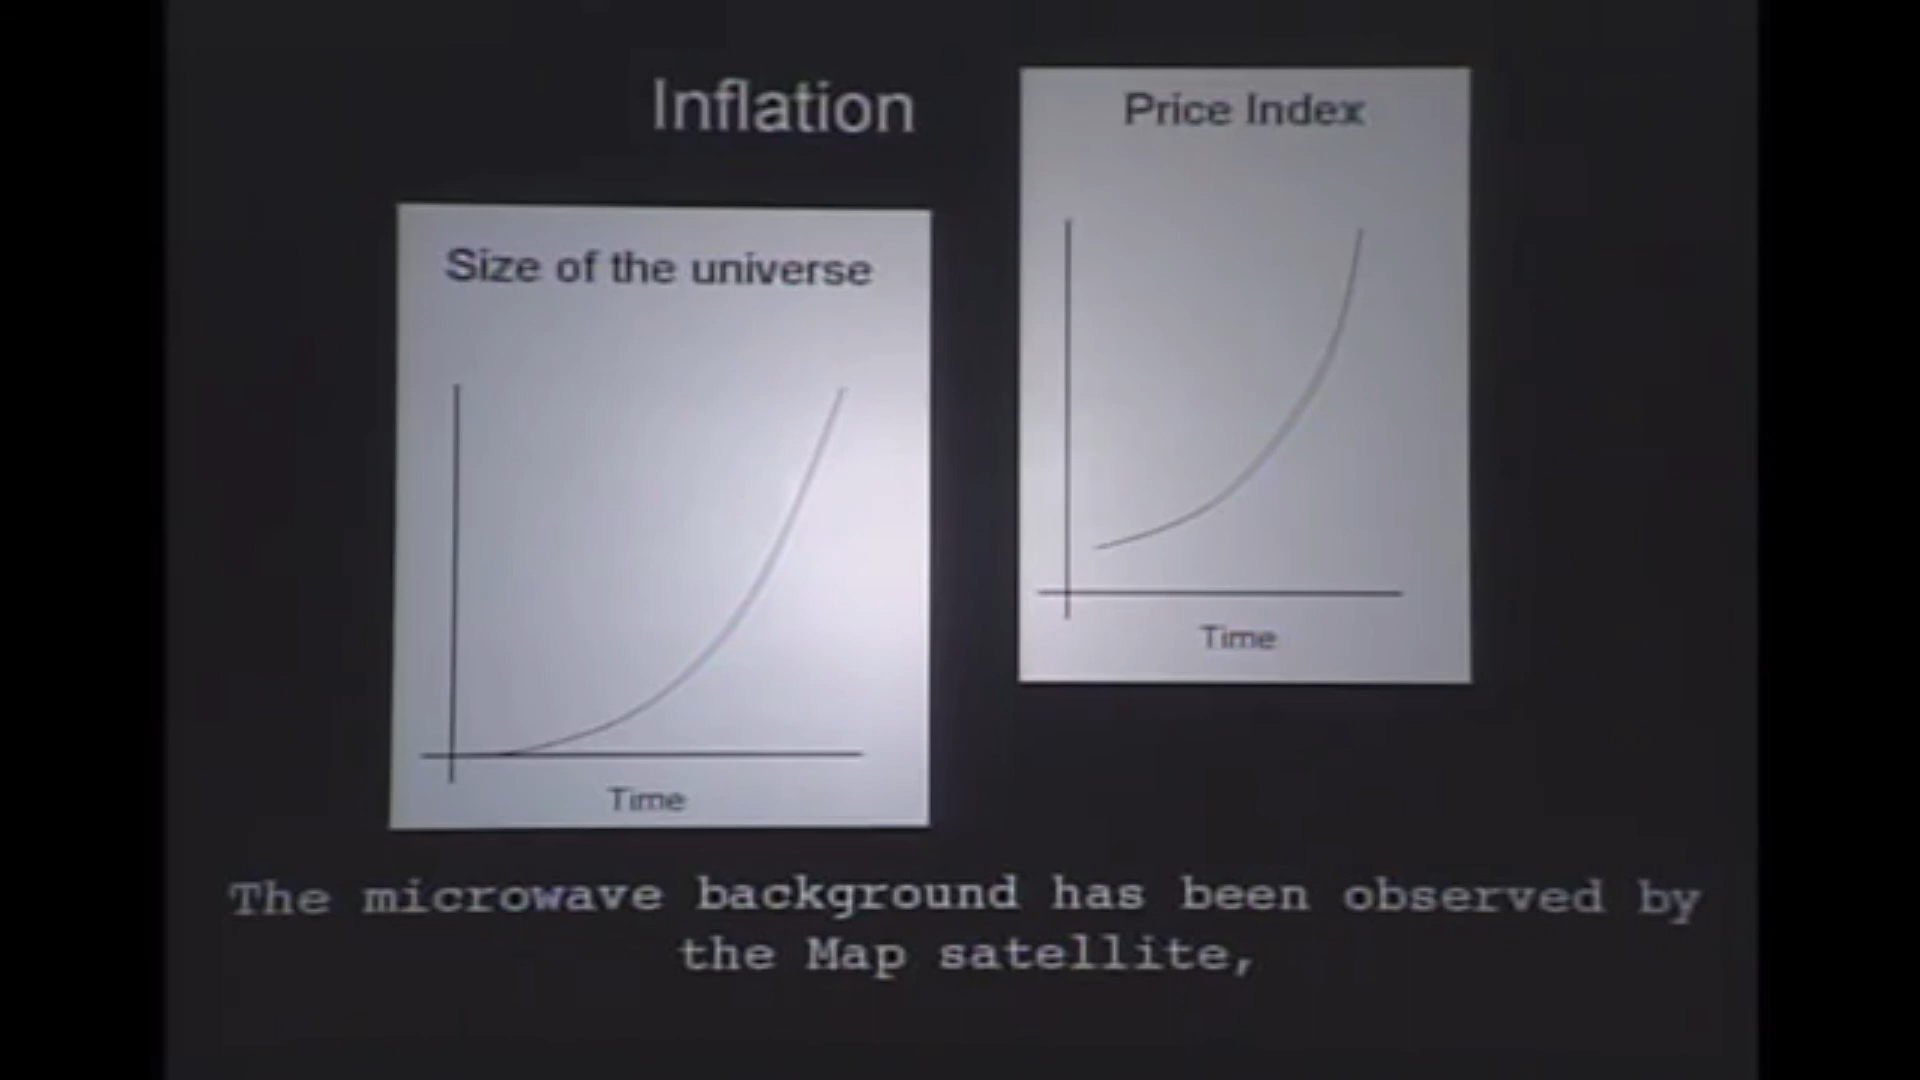 Inflation
Price Index
Size of the universe
Time
Time
The microwave background has been observed by
the Map satellite,